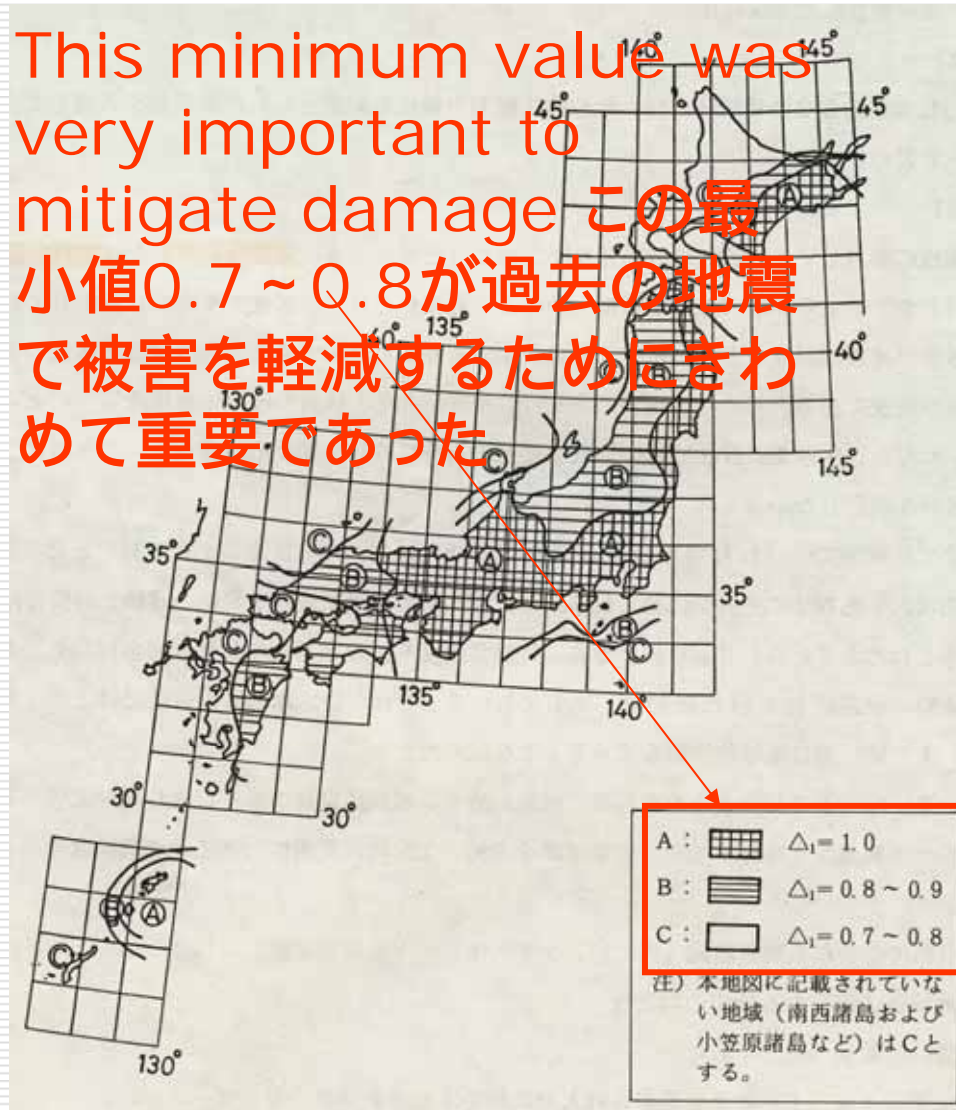 This minimum value was
very important to
mitigate damage この最
小値0.7～0.8が過去の地震
で被害を軽減するためにきわ
めて重要であった
140°
145°
45°
45°
A
C
40°
135°
40°
C
B
130°
145°
C
B
35°
C
A
A
B
35°
C
B
C
C
B
135°
140°
30°
30°
A
C
130°
A： △₁= 1.0
B： △₁= 0.8 ~ 0.9
C： △₁= 0.7 ~ 0.8
注）本地図に記載されていな
い地域（南西諸島および
小笠原諸島など）はCと
する。